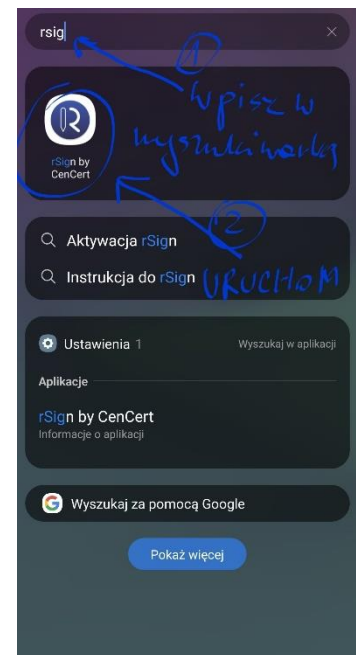 rsig
1
Wpisz w
wyszukiwarkę
rSign by
CenCert
2
URUCHOM
Aktywacja rSign
Instrukcja do rSign
Ustawienia 1
Wyszukaj w aplikacji
Aplikacje
rSign by CenCert
Informacje o aplikacji
Wyszukaj za pomocą Google
Pokaż więcej